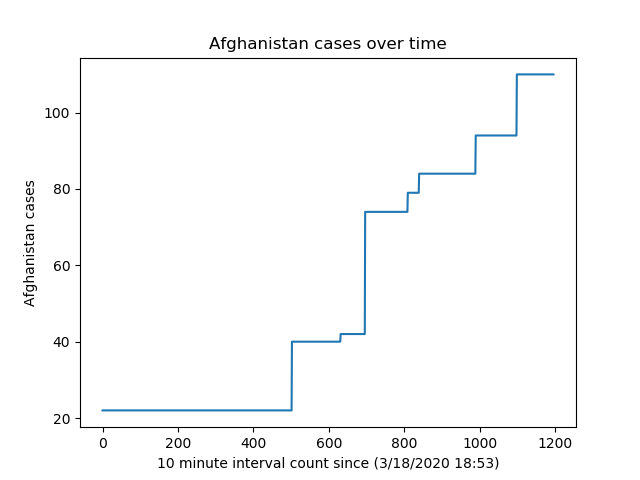 Afghanistan cases over time
100
80
60
40
20
Afghanistan cases
0 200 400 600 800 1000 1200
10 minute interval count since (3/18/2020 18:53)